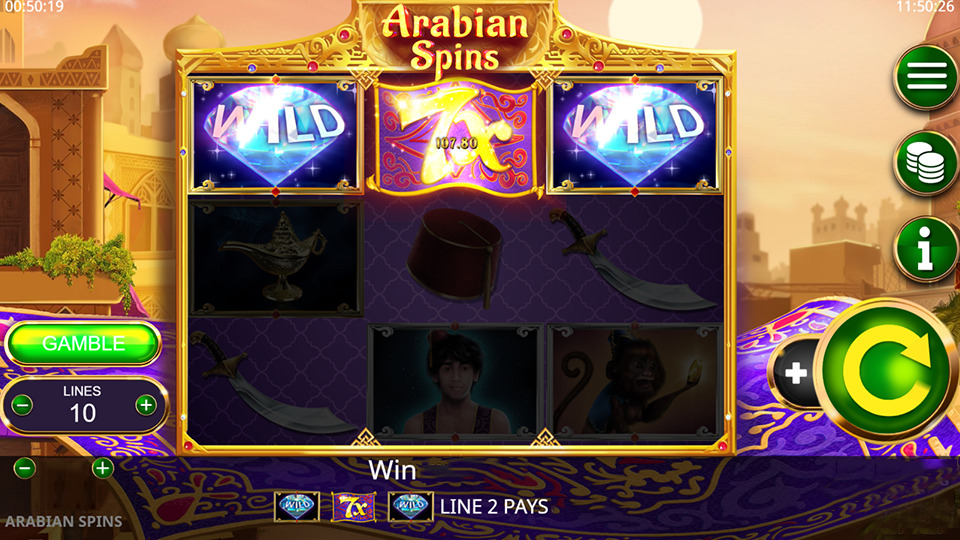 00:50:19
11:50:26
Arabian
Spins
WILD
7x
WILD
107.80
GAMBLE
LINES
10
Win
WILD 7x WILD LINE 2 PAYS
ARABIAN SPINS